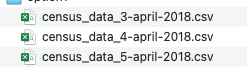 census_data_3-april-2018.csv
census_data_4-april-2018.csv
census_data_5-april-2018.csv